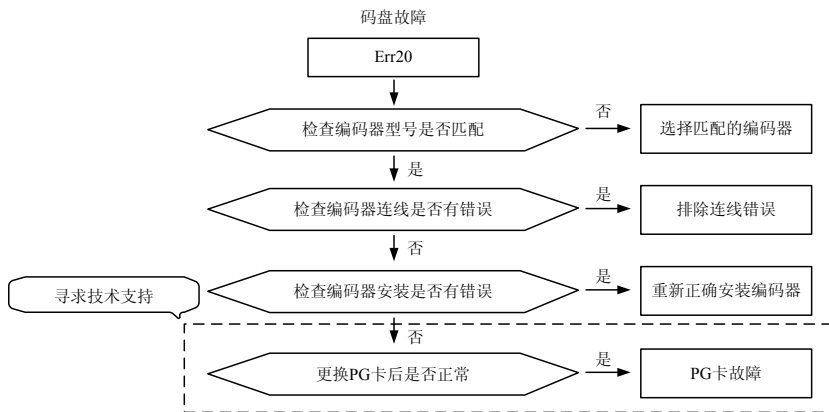 码盘故障
Err20
检查编码器型号是否匹配
否
选择匹配的编码器
是
检查编码器连线是否有错误
是
排除连线错误
否
寻求技术支持
检查编码器安装是否有错误
是
重新正确安装编码器
否
更换PG卡后是否正常
是
PG卡故障